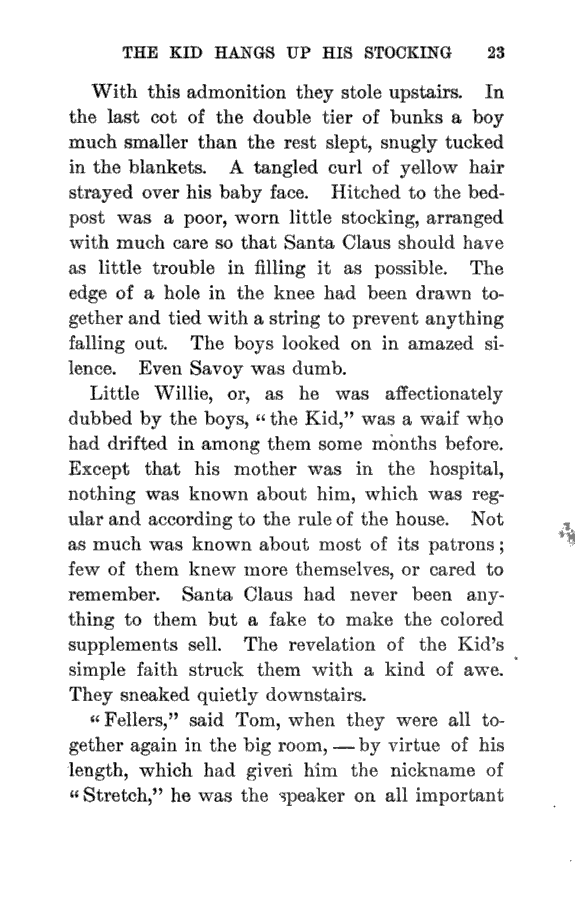 THE KID HANGS UP HIS STOCKING 23
With this admonition they stole upstairs. In
the last cot of the double tier of bunks a boy
much smaller than the rest slept, snugly tucked
in the blankets. A tangled curl of yellow hair
strayed over his baby face. Hitched to the bed-
post was a poor, worn little stocking, arranged
with much care so that Santa Claus should have
as little trouble in filling it as possible. The
edge of a hole in the knee had been drawn to-
gether and tied with a string to prevent anything
falling out. The boys looked on in amazed si-
lence. Even Savoy was dumb.
Little Willie, or, as he was affectionately
dubbed by the boys, “the Kid,” was a waif who
had drifted in among them some months before.
Except that his mother was in the hospital,
nothing was known about him, which was reg-
ular and according to the rule of the house. Not
as much was known about most of its patrons;
few of them knew more themselves, or cared to
remember. Santa Claus had never been any-
thing to them but a fake to make the colored
supplements sell. The revelation of the Kid’s
simple faith struck them with a kind of awe.
They sneaked quietly downstairs.
“Fellers,” said Tom, when they were all to-
gether again in the big room, — by virtue of his
length, which had given him the nickname of
“Stretch,” he was the speaker on all important